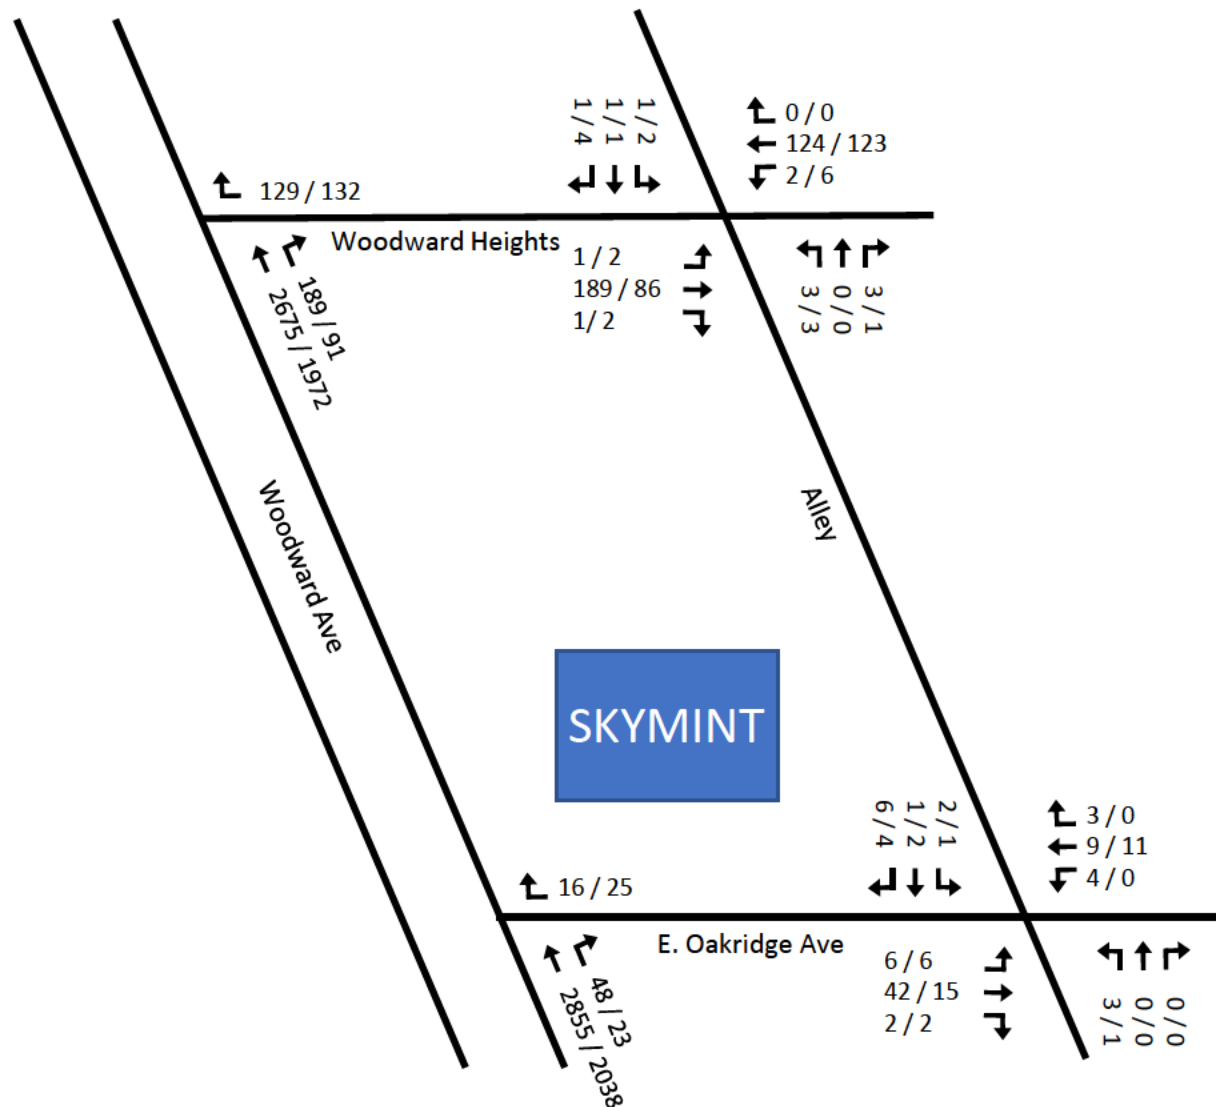 1 / 4
1 / 1
1 / 2
0 / 0
124 / 123
2 / 6
129 / 132
Woodward Heights
1 / 2
189 / 86
1/ 2
3 / 3
0 / 0
3 / 1
189 / 91
2675 / 1972
Woodward Ave
Alley
SKYMINT
6 / 4
1 / 2
2 / 1
3 / 0
9 / 11
4 / 0
16 / 25
E. Oakridge Ave
6 / 6
42 / 15
2 / 2
3 / 1
0 / 0
0 / 0
48 / 23
2855 / 2038